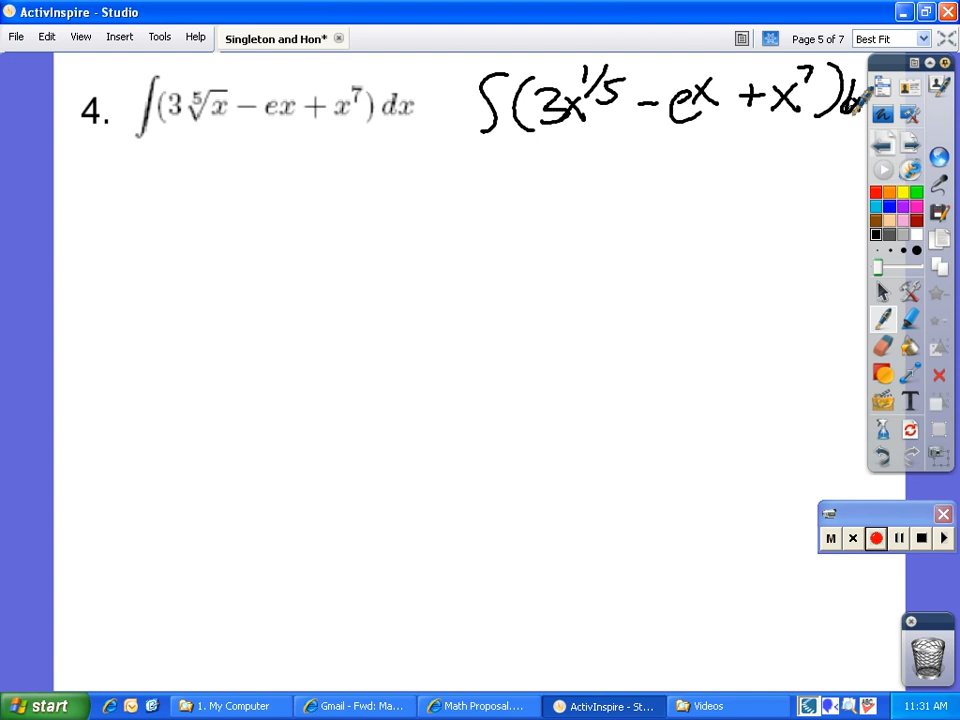 ActivInspire - Studio
File Edit View Insert Tools Help Singleton and Hon* Page 5 of 7 Best Fit
4. ∫(3 ⁵√x − ex + x⁷) dx ∫(3x^1/5 − ex + x⁷)
M
start 1. My Computer Gmail - Fwd: Ma... Math Proposal.... ActivInspire - St... Videos 11:31 AM